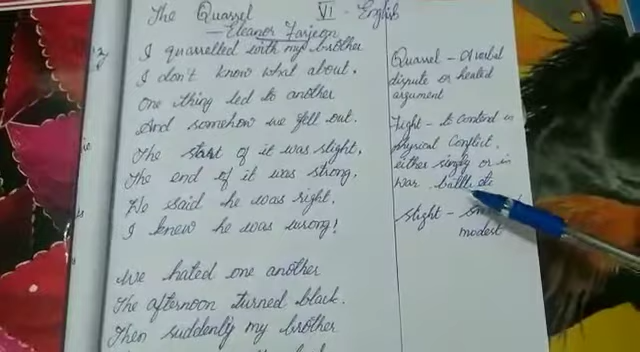 The Quarrel VI - English
- Eleanor Farjeon
I quarrelled with my brother
I don't know what about,
One thing led to another
And somehow we fell out.
The start of it was slight,
The end of it was strong,
He said he was right,
I knew he was wrong!
We hated one another
The afternoon turned black.
Then suddenly my brother
Quarrel - A verbal
dispute or heated
argument
Fight - to contend in
physical conflict,
either singly or in
war, battle etc
slight -
modest